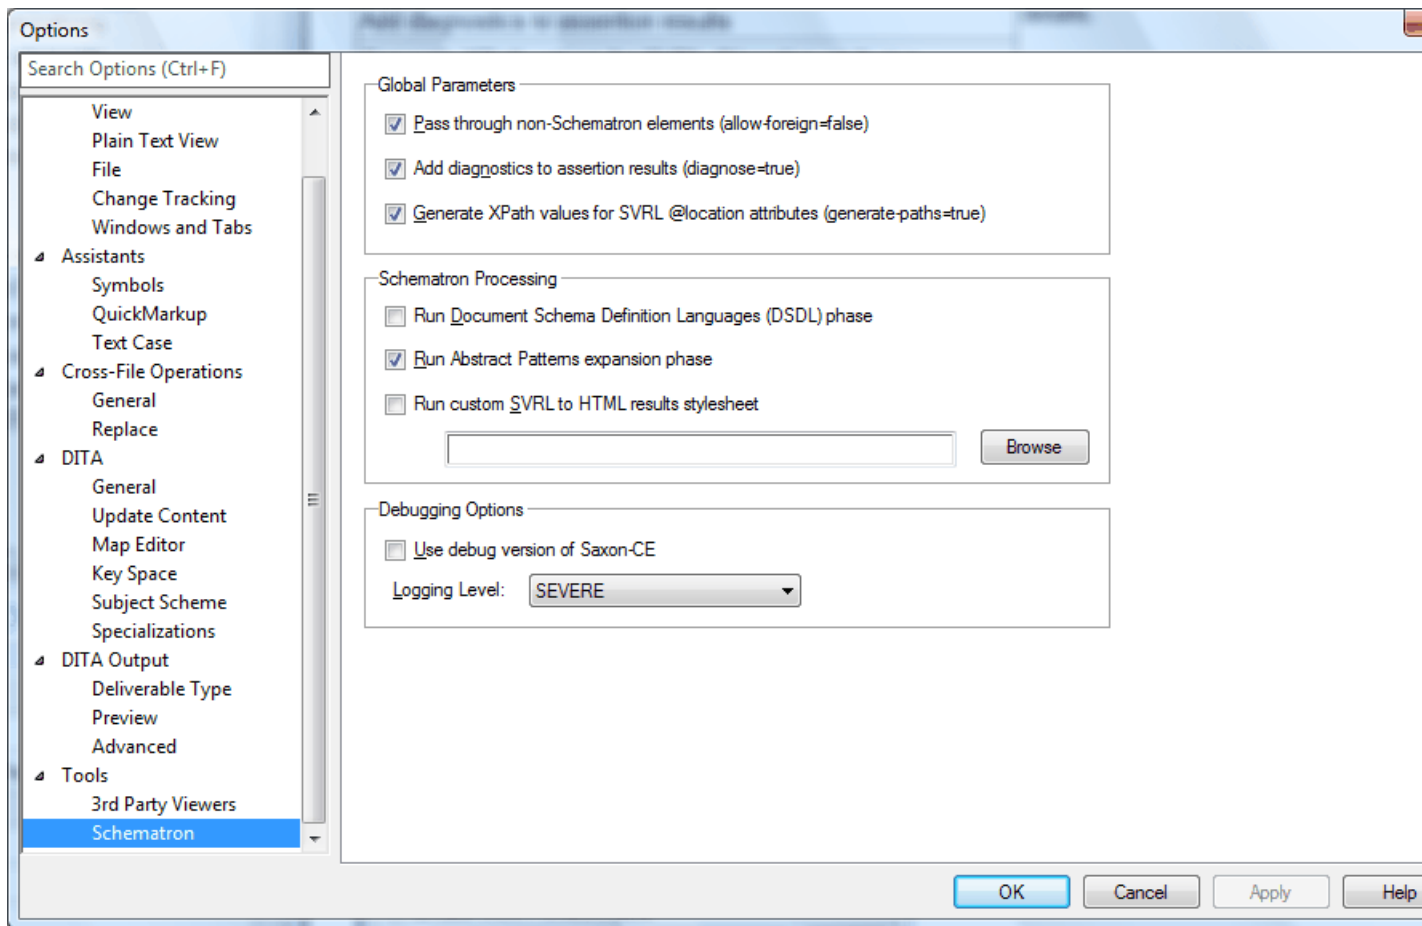 Add diagnostics to assertion results
Options
Search Options (Ctrl+F)
View
Plain Text View
File
Change Tracking
Windows and Tabs
Assistants
Symbols
QuickMarkup
Text Case
Cross-File Operations
General
Replace
DITA
General
Update Content
Map Editor
Key Space
Subject Scheme
Specializations
DITA Output
Deliverable Type
Preview
Advanced
Tools
3rd Party Viewers
Schematron
Global Parameters
Pass through non-Schematron elements (allow-foreign=false)
Add diagnostics to assertion results (diagnose=true)
Generate XPath values for SVRL @location attributes (generate-paths=true)
Schematron Processing
Run Document Schema Definition Languages (DSDL) phase
Run Abstract Patterns expansion phase
Run custom SVRL to HTML results stylesheet
Browse
Debugging Options
Use debug version of Saxon-CE
Logging Level:
SEVERE
OK
Cancel
Apply
Help